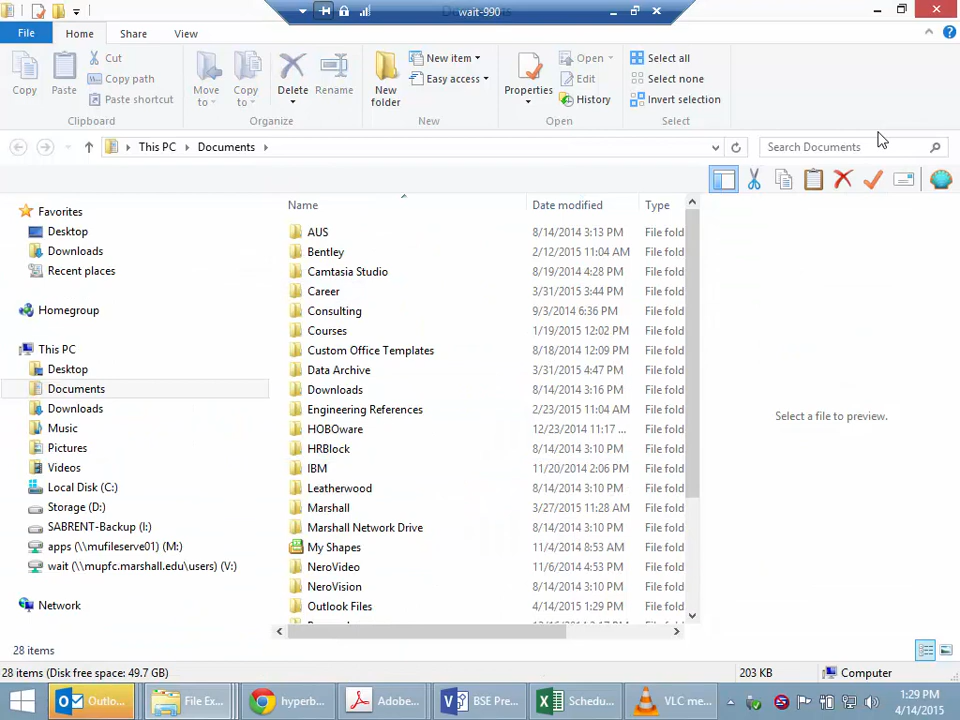 wait-990
File Home Share View
Cut
Copy path
Paste shortcut
Copy Paste
Clipboard
Move to Copy to Delete Rename
Organize
New folder
New item
Easy access
New
Properties
Open
Edit
History
Open
Select all
Select none
Invert selection
Select
This PC Documents
Search Documents
Favorites
Desktop
Downloads
Recent places
Homegroup
This PC
Desktop
Documents
Downloads
Music
Pictures
Videos
Local Disk (C:)
Storage (D:)
SABRENT-Backup (I:)
apps (\\mufileserve01) (M:)
wait (\\mupfc.marshall.edu\users) (V:)
Network
Name Date modified Type
AUS 8/14/2014 3:13 PM File fold
Bentley 2/12/2015 11:04 AM File fold
Camtasia Studio 8/19/2014 4:28 PM File fold
Career 3/31/2015 3:44 PM File fold
Consulting 9/3/2014 6:36 PM File fold
Courses 1/19/2015 12:02 PM File fold
Custom Office Templates 8/18/2014 12:09 PM File fold
Data Archive 3/31/2015 4:47 PM File fold
Downloads 8/14/2014 3:16 PM File fold
Engineering References 2/23/2015 11:04 AM File fold
HOBOware 12/23/2014 11:17 ... File fold
HRBlock 8/14/2014 3:10 PM File fold
IBM 11/20/2014 2:06 PM File fold
Leatherwood 8/14/2014 3:10 PM File fold
Marshall 3/27/2015 11:28 AM File fold
Marshall Network Drive 8/14/2014 3:10 PM File fold
My Shapes 11/4/2014 8:53 AM File fold
NeroVideo 11/6/2014 4:53 PM File fold
NeroVision 8/14/2014 3:10 PM File fold
Outlook Files 4/14/2015 1:29 PM File fold
Select a file to preview.
28 items
28 items (Disk free space: 49.7 GB) 203 KB Computer
Outlo... File Ex... hyperb... Adobe... BSE Pre... Schedu... VLC me...
1:29 PM
4/14/2015